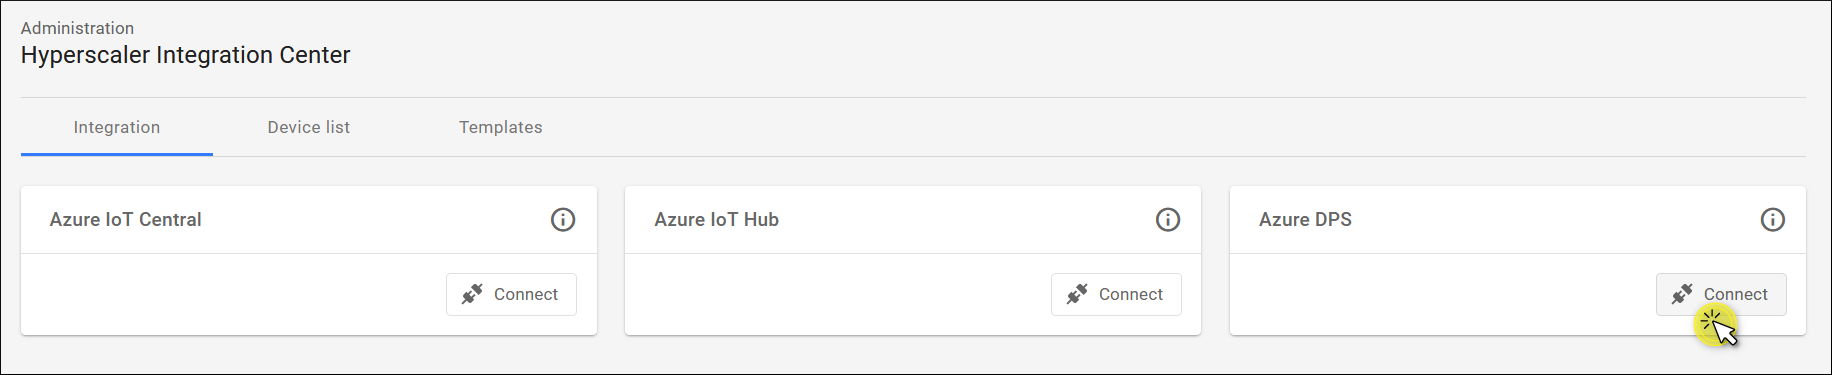 Administration
Hyperscaler Integration Center
Integration Device list Templates
Azure IoT Central
Azure IoT Hub
Azure DPS
Connect
Connect
Connect